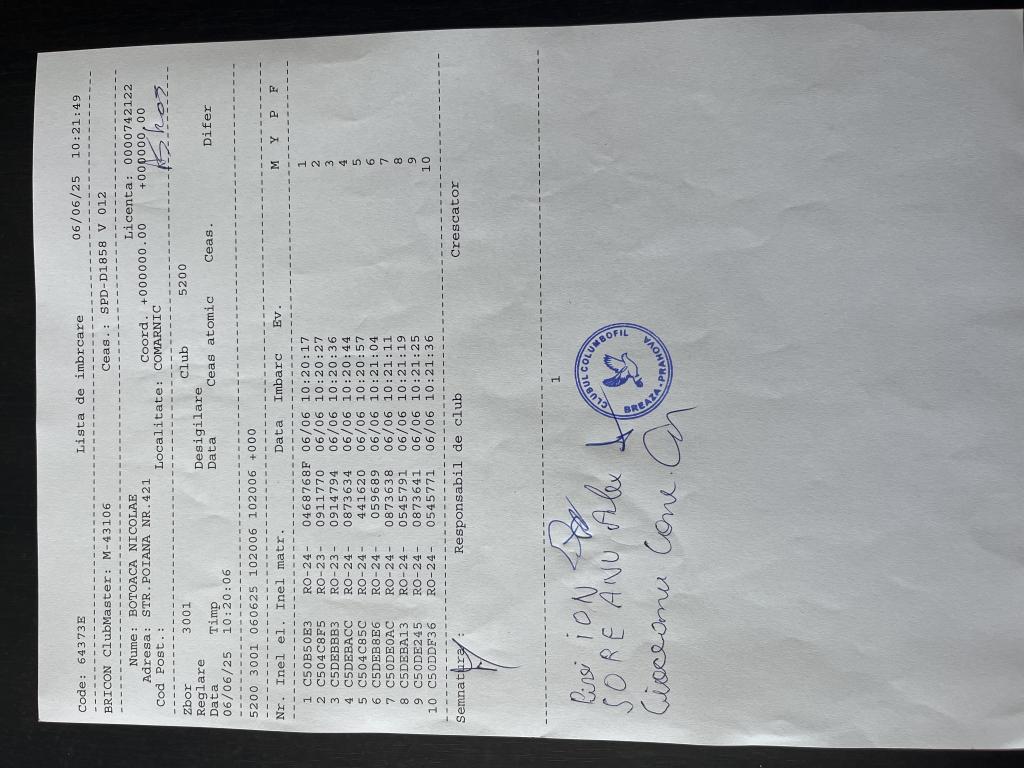 Code: 64373E Lista de imbrcare 06/06/25 10:21:49
BRICON ClubMaster: M-43106 Ceas.: SPD-D1858 V 012
Nume: BOTOACA NICOLAE Licenta: 0000742122
Adresa: STR.POIANA NR.421 Coord. +000000.00 +000000.00
Cod Post.: Localitate: COMARNIC
Zbor 3001 Club 5200
Reglare Desigilare
Data Timp Data Ceas atomic Ceas. Difer
06/06/25 10:20:06
5200 3001 060625 102006 102006 +000
Nr. Inel el. Inel matr. Data Imbarc Ev. M Y P F
1 C5DB50E3 RO-24- 0468768F 06/06 10:20:17 1
2 C504C8F5 RO-23- 0911770 06/06 10:20:27 2
3 C5DEBBB3 RO-23- 0914794 06/06 10:20:36 3
4 C5DEBACC RO-24- 0873634 06/06 10:20:44 4
5 C504C85C RO-24- 441620 06/06 10:20:57 5
6 C5DEB8E6 RO-24- 059689 06/06 10:21:04 6
7 C5DDE0AC RO-24- 0873638 06/06 10:21:11 7
8 C5DEBA13 RO-24- 0545791 06/06 10:21:19 8
9 C50DE245 RO-24- 0873641 06/06 10:21:25 9
10 C50DDF36 RO-24- 0545771 06/06 10:21:36 10
Semnatura: Responsabil de club Crescator
1
CLUBUL COLUMBOFIL
BREAZA - PRAHOVA
ION
SOREANU Alex